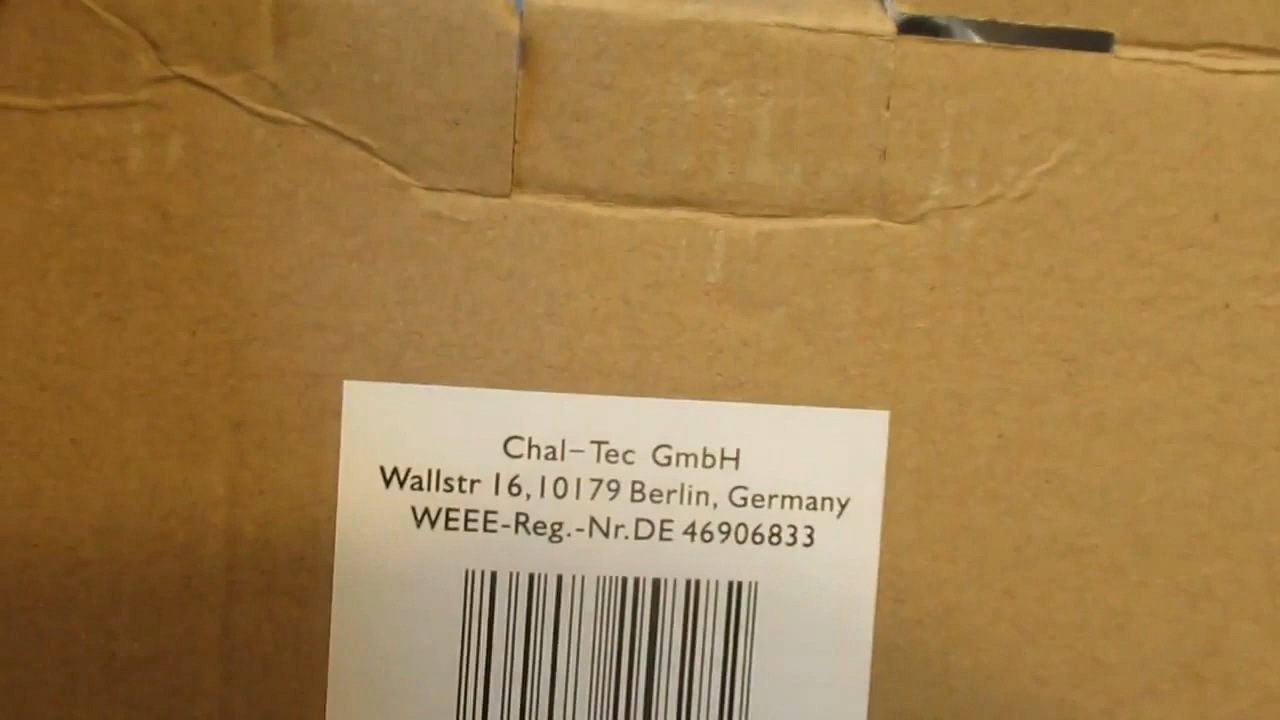 Chal-Tec GmbH
Wallstr 16,10179 Berlin, Germany
WEEE-Reg.-Nr.DE 46906833